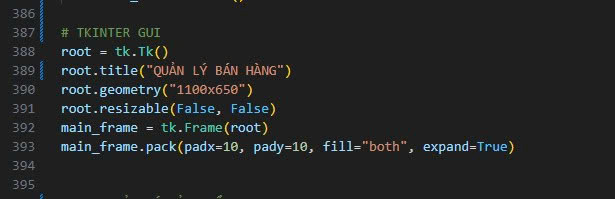 386
387 # TKINTER GUI
388 root = tk.Tk()
389 root.title("QUẢN LÝ BÁN HÀNG")
390 root.geometry("1100x650")
391 root.resizable(False, False)
392 main_frame = tk.Frame(root)
393 main_frame.pack(padx=10, pady=10, fill="both", expand=True)
394
395